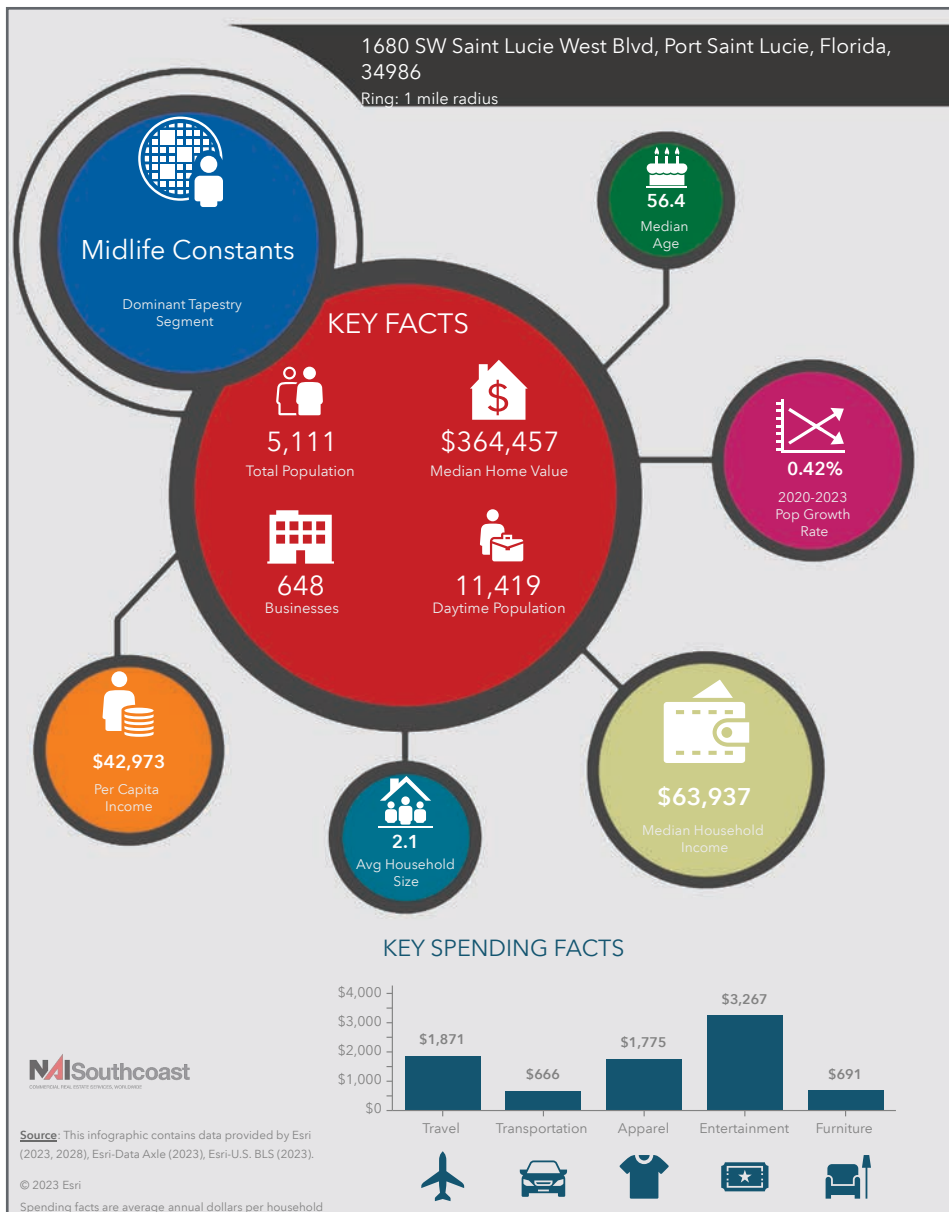 1680 SW Saint Lucie West Blvd, Port Saint Lucie, Florida,
34986
Ring: 1 mile radius
Midlife Constants
Dominant Tapestry
Segment
56.4
Median
Age
KEY FACTS
$
5,111
Total Population
$364,457
Median Home Value
648
Businesses
11,419
Daytime Population
0.42%
2020-2023
Pop Growth
Rate
$42,973
Per Capita
Income
2.1
Avg Household
Size
$63,937
Median Household
Income
KEY SPENDING FACTS
$4,000
$3,000
$2,000
$1,000
$0
$1,871
$666
$1,775
$3,267
$691
Travel
Transportation
Apparel
Entertainment
Furniture
NAISouthcoast
COMMERCIAL REAL ESTATE SERVICES, WORLDWIDE
Source: This infographic contains data provided by Esri
(2023, 2028), Esri-Data Axle (2023), Esri-U.S. BLS (2023).
© 2023 Esri
Spending facts are average annual dollars per household